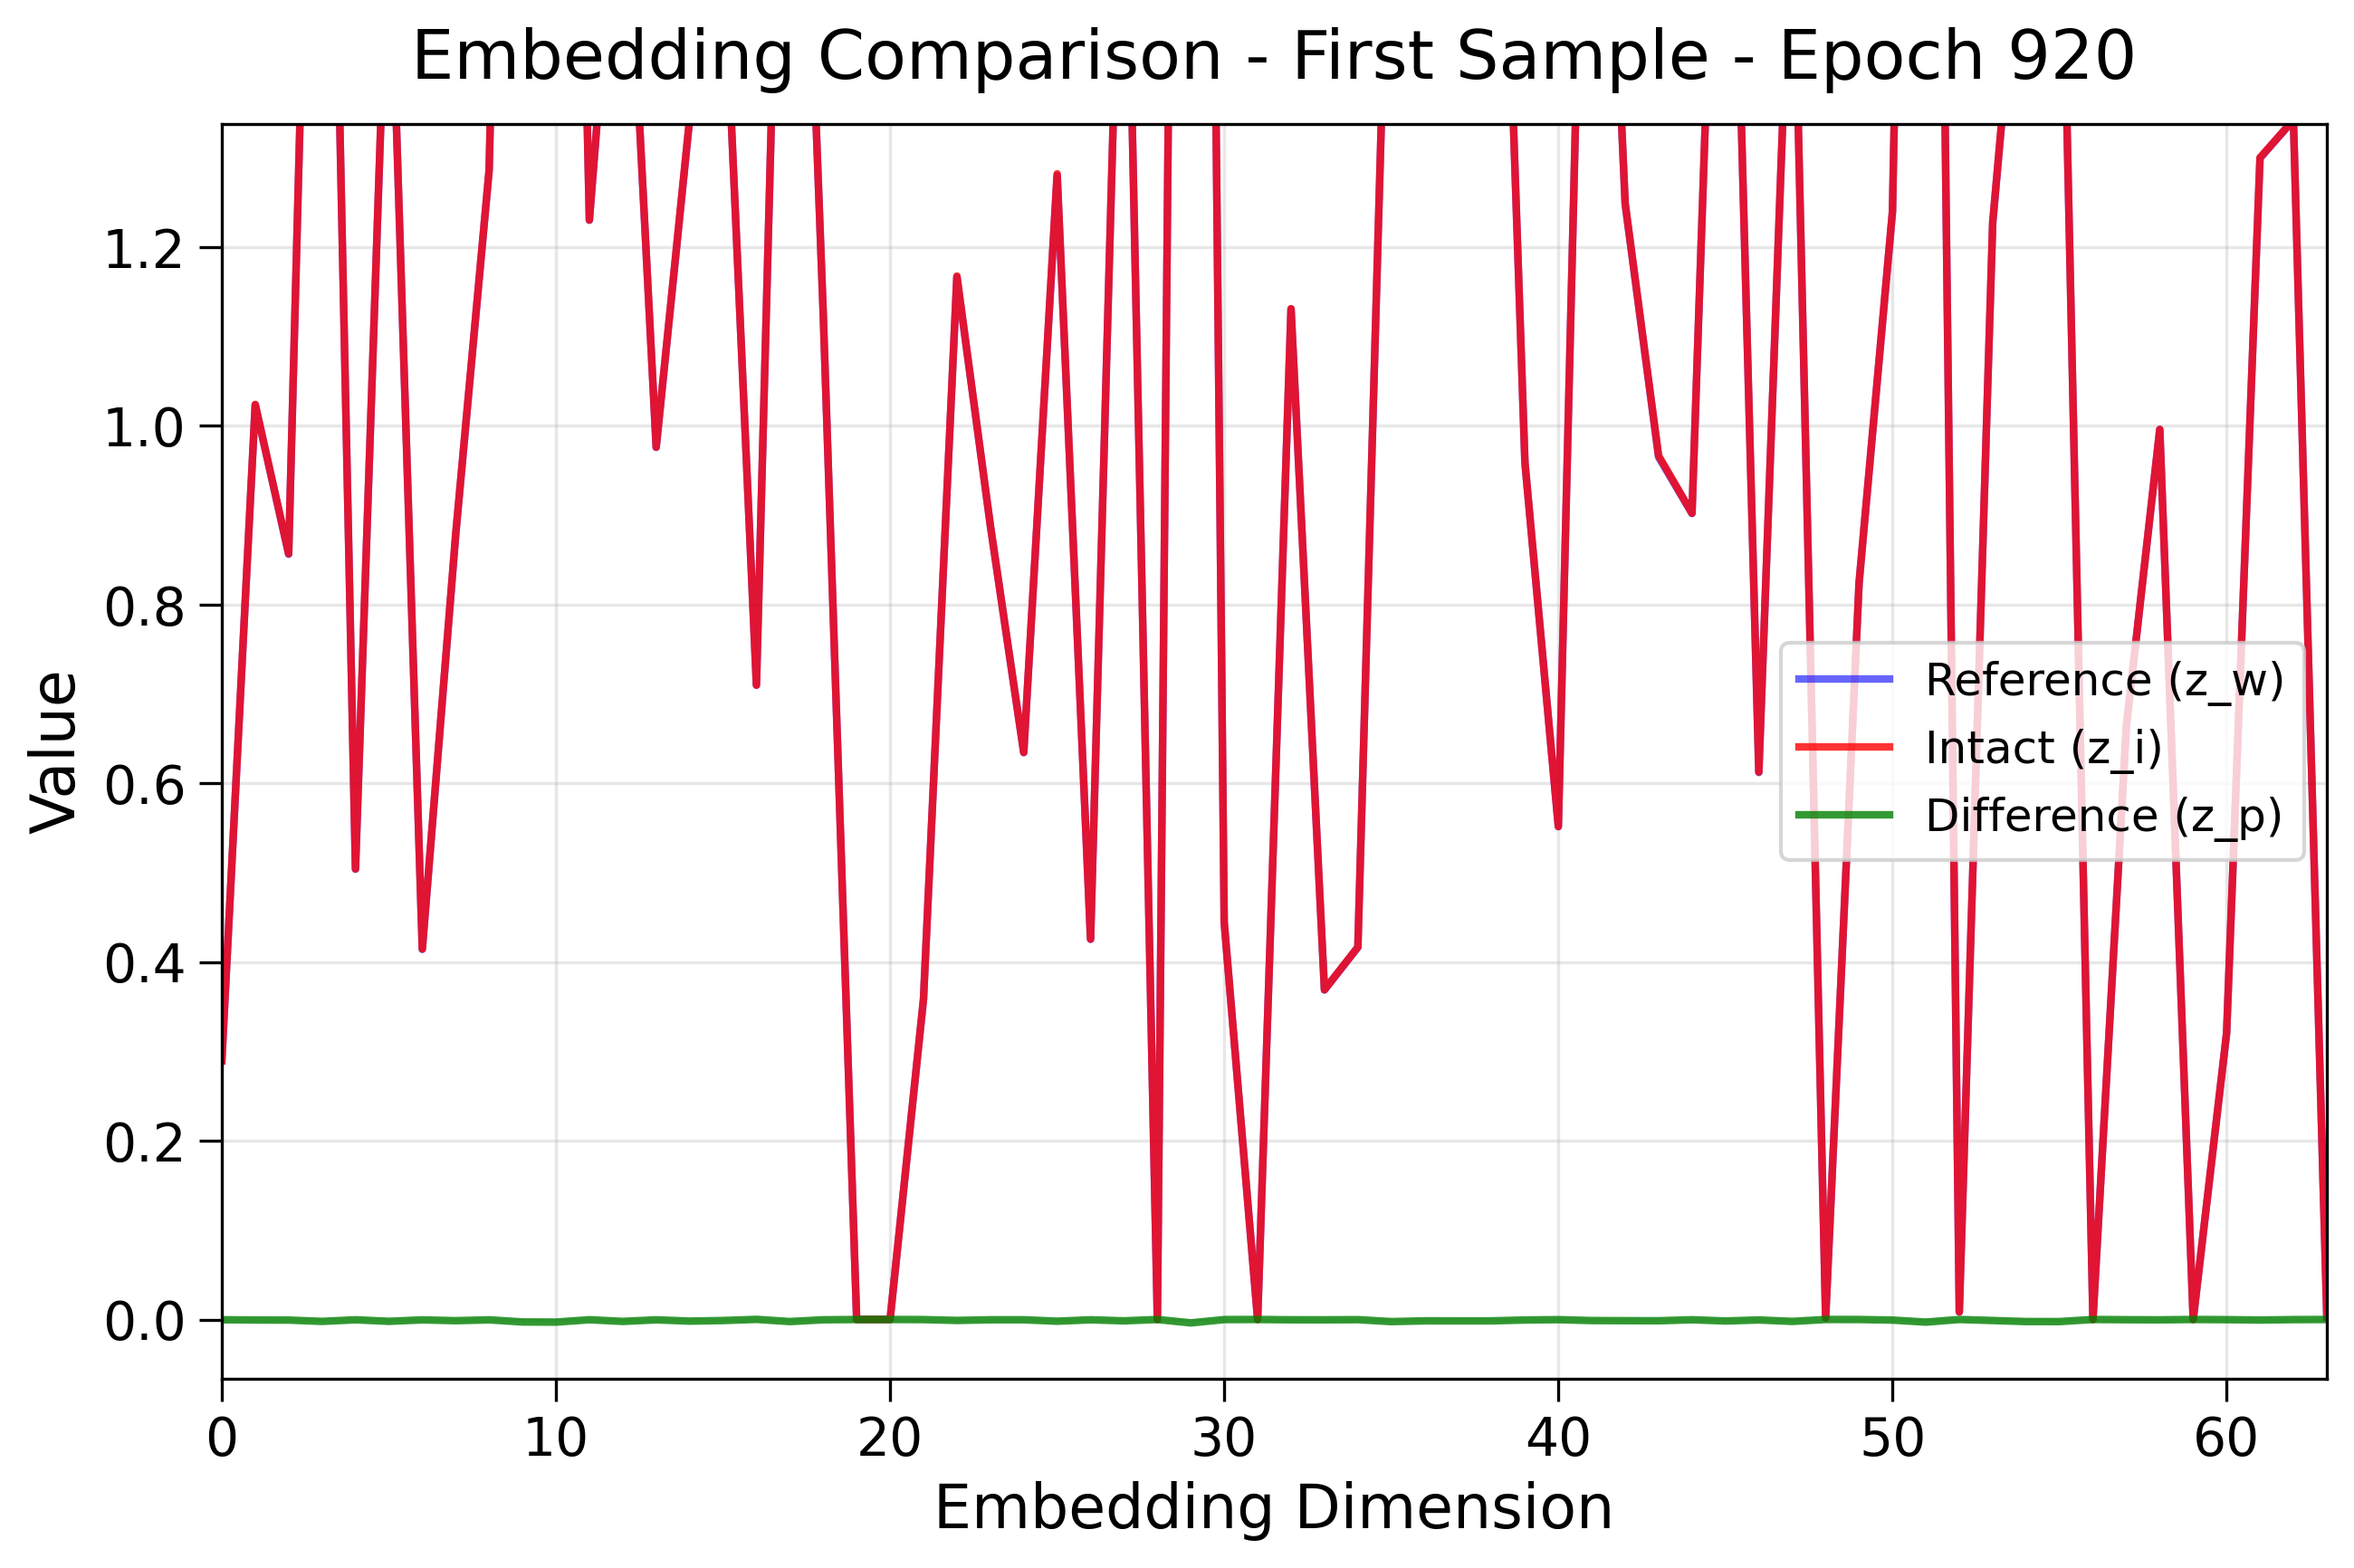 Embedding Comparison - First Sample - Epoch 920
1.2
1.0
0.8
0.6
0.4
0.2
0.0
Value
Reference (z_w)
Intact (z_i)
Difference (z_p)
0 10 20 30 40 50 60
Embedding Dimension